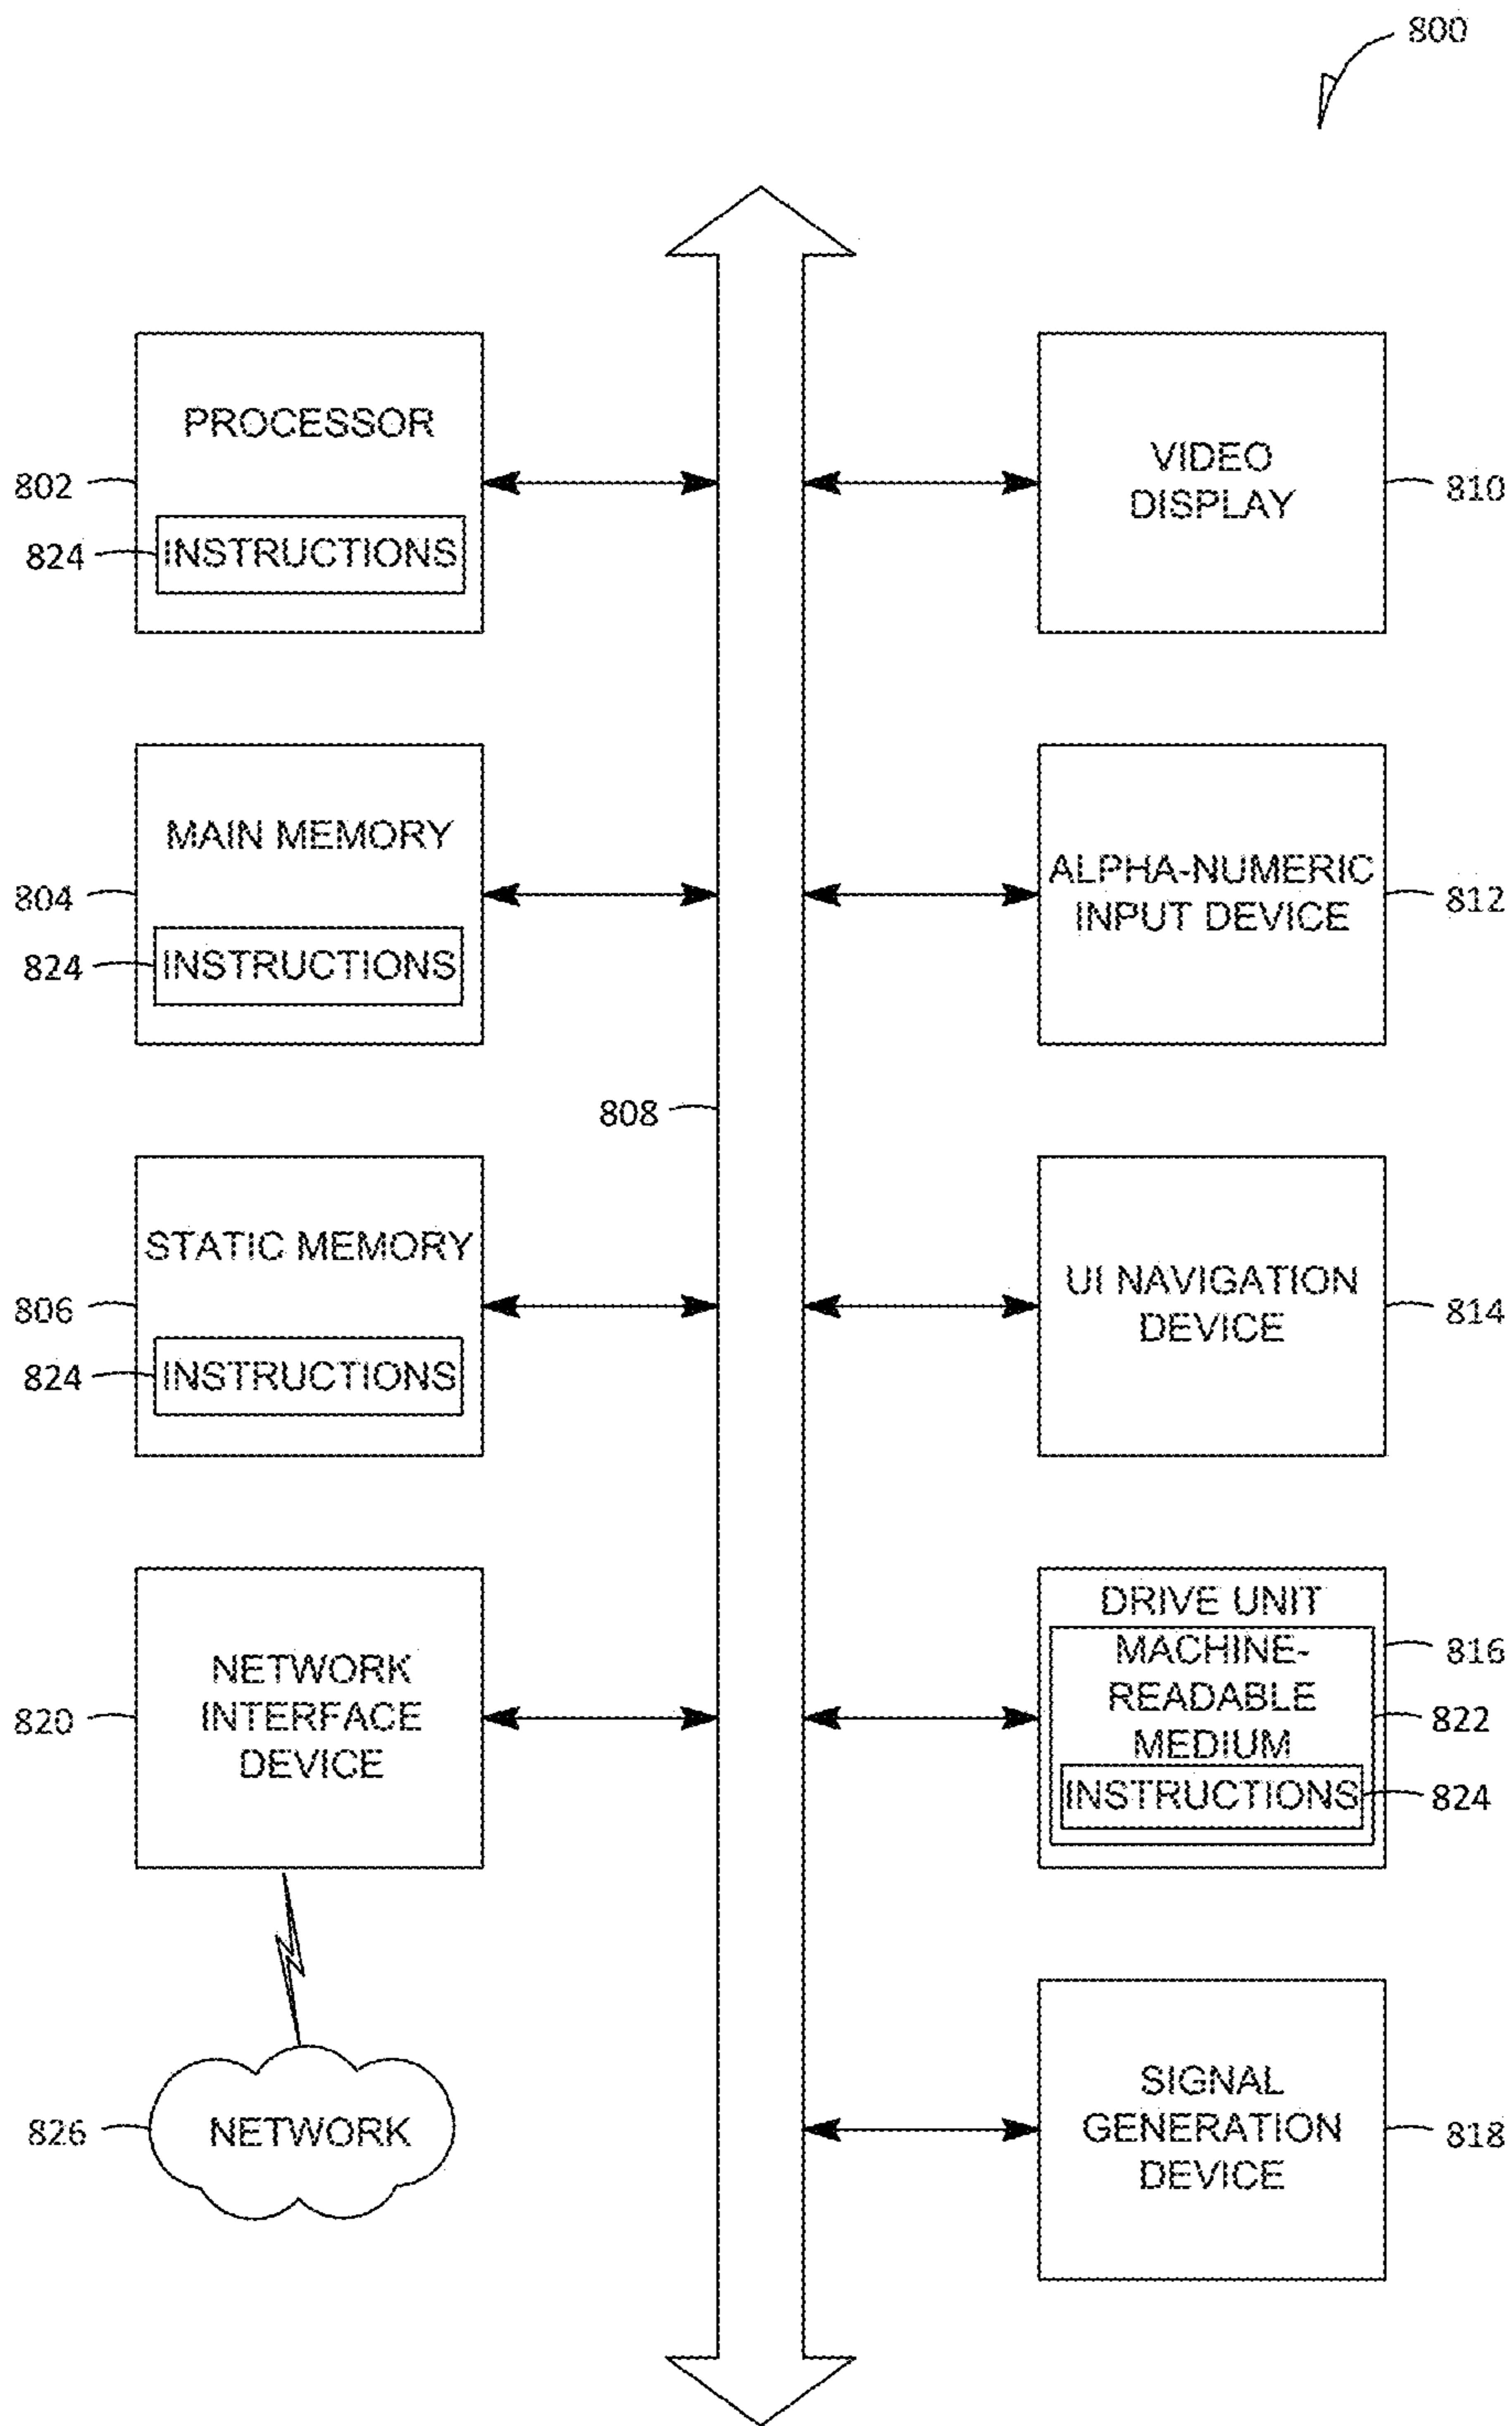 800
PROCESSOR
802
824
INSTRUCTIONS
VIDEO
DISPLAY
810
MAIN MEMORY
804
824
INSTRUCTIONS
ALPHA-NUMERIC
INPUT DEVICE
812
808
STATIC MEMORY
806
824
INSTRUCTIONS
UI NAVIGATION
DEVICE
814
820
NETWORK
INTERFACE
DEVICE
DRIVE UNIT
MACHINE-
READABLE
MEDIUM
INSTRUCTIONS
816
822
824
826
NETWORK
SIGNAL
GENERATION
DEVICE
818